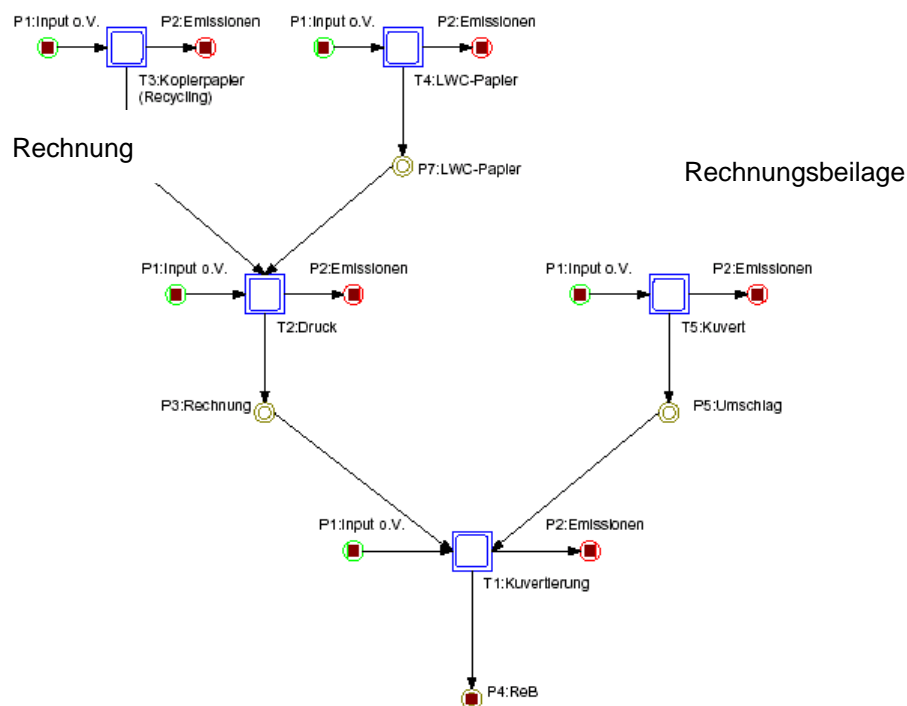 P1:Input o.V.
P2:Emissionen
P1:Input o.V.
P2:Emissionen
T3:Kopierpapier
(Recycling)
T4:LWC-Papier
Rechnung
P7:LWC-Papier
Rechnungsbeilage
P1:Input o.V.
P2:Emissionen
P1:Input o.V.
P2:Emissionen
T2:Druck
T5:Kuvert
P3:Rechnung
P5:Umschlag
P1:Input o.V.
P2:Emissionen
T1:Kuvertierung
P4:ReB